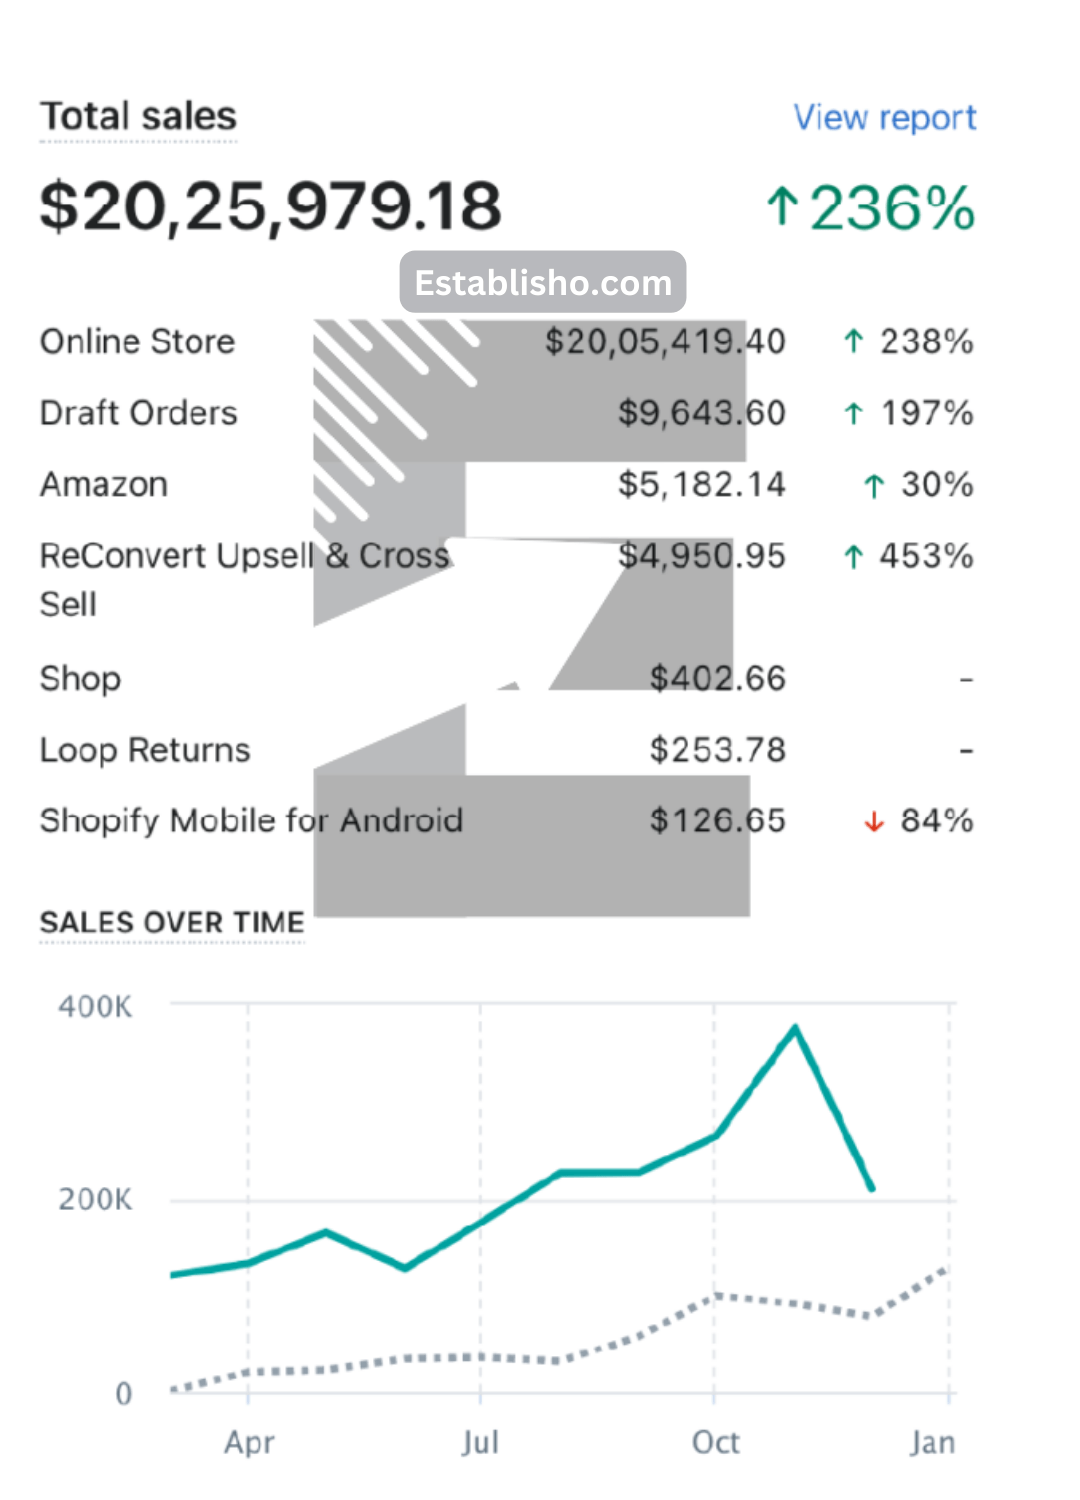 Total sales View report
$20,25,979.18 ↑236%
Establisho.com
Online Store $20,05,419.40 ↑ 238%
Draft Orders $9,643.60 ↑ 197%
Amazon $5,182.14 ↑ 30%
ReConvert Upsell & Cross $4,950.95 ↑ 453%
Sell
Shop $402.66 -
Loop Returns $253.78 -
Shopify Mobile for Android $126.65 ↓ 84%
SALES OVER TIME
400K
200K
0
Apr Jul Oct Jan